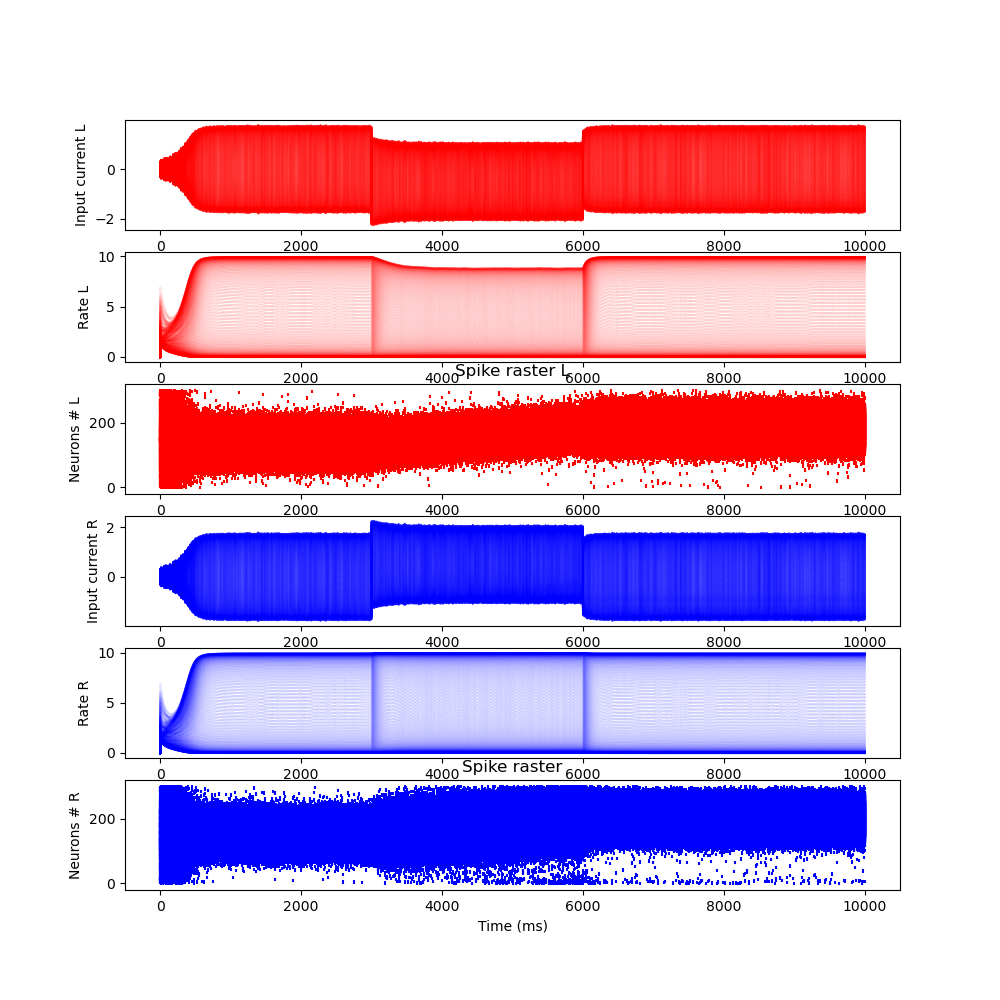 Input current L
0
−2
0 2000 4000 6000 8000 10000
Rate L
10
5
0
0 2000 4000 6000 8000 10000
Spike raster L
Neurons # L
200
0
0 2000 4000 6000 8000 10000
Input current R
2
0
0 2000 4000 6000 8000 10000
Rate R
10
5
0
0 2000 4000 6000 8000 10000
Spike raster
Neurons # R
200
0
0 2000 4000 6000 8000 10000
Time (ms)